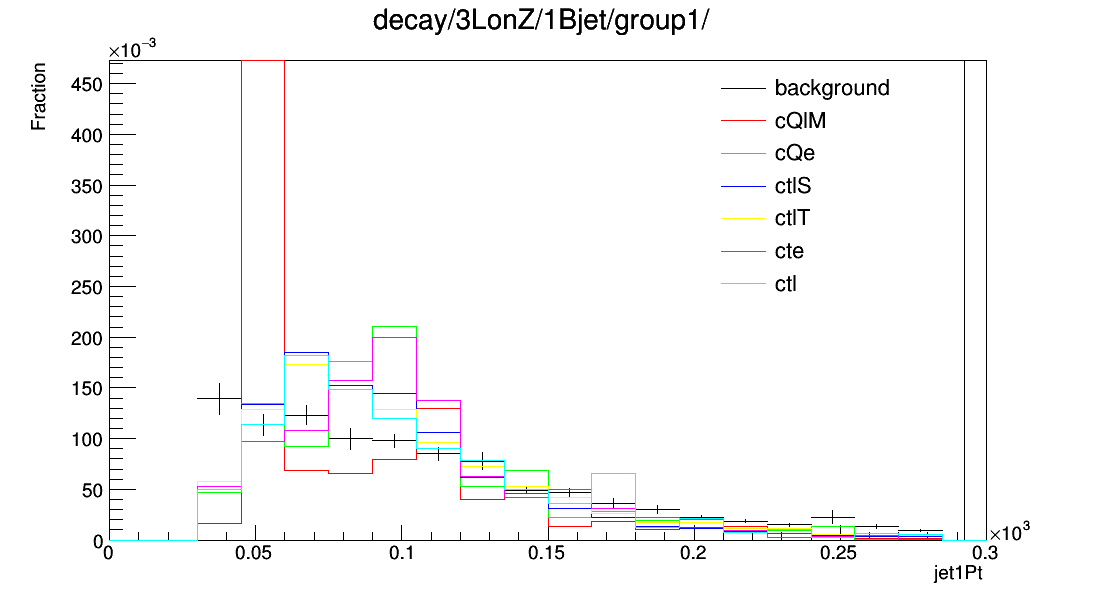 decay/3LonZ/1Bjet/group1/
×10⁻³
Fraction
450
400
350
300
250
200
150
100
50
0
background
cQlM
cQe
ctlS
ctlT
cte
ctl
0 0.05 0.1 0.15 0.2 0.25 0.3
×10³
jet1Pt